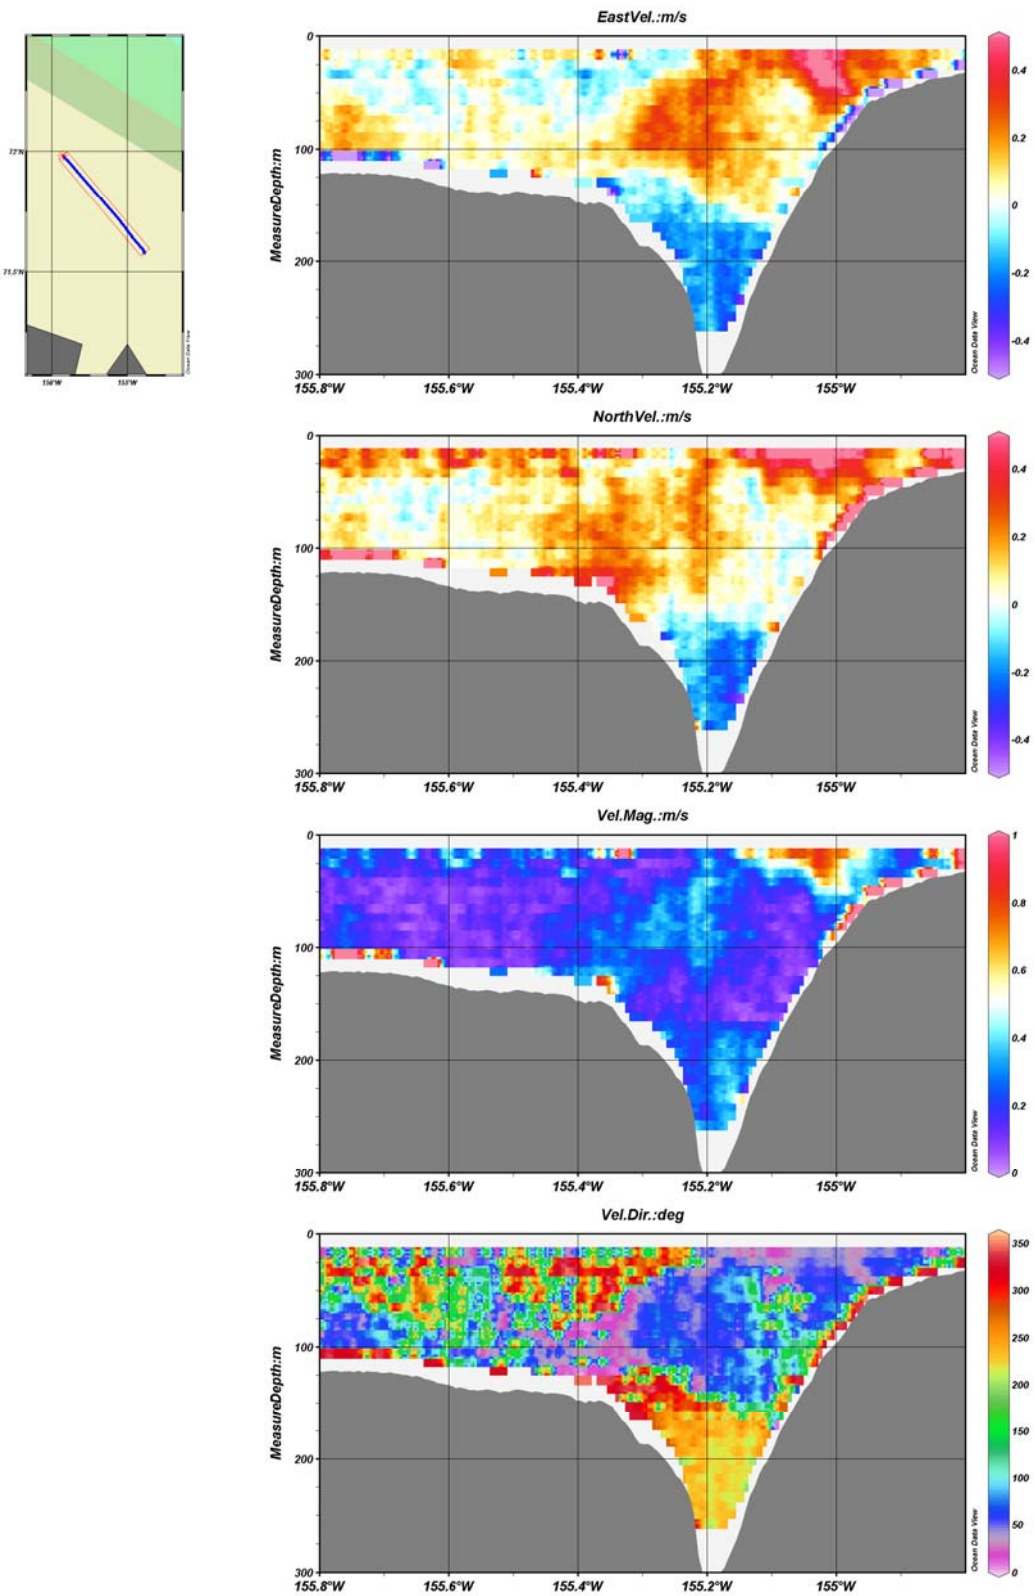 EastVel.:m/s
72°N
71.5°N
156°W
155°W
Ocean Data View
MeasureDepth:m
0
100
200
300
155.8°W
155.6°W
155.4°W
155.2°W
155°W
Ocean Data View
0.4
0.2
0
-0.2
-0.4
NorthVel.:m/s
MeasureDepth:m
0
100
200
300
155.8°W
155.6°W
155.4°W
155.2°W
155°W
Ocean Data View
0.4
0.2
0
-0.2
-0.4
Vel.Mag.:m/s
MeasureDepth:m
0
100
200
300
155.8°W
155.6°W
155.4°W
155.2°W
155°W
Ocean Data View
1
0.8
0.6
0.4
0.2
0
Vel.Dir.:deg
MeasureDepth:m
0
100
200
300
155.8°W
155.6°W
155.4°W
155.2°W
155°W
Ocean Data View
350
300
250
200
150
100
50
0